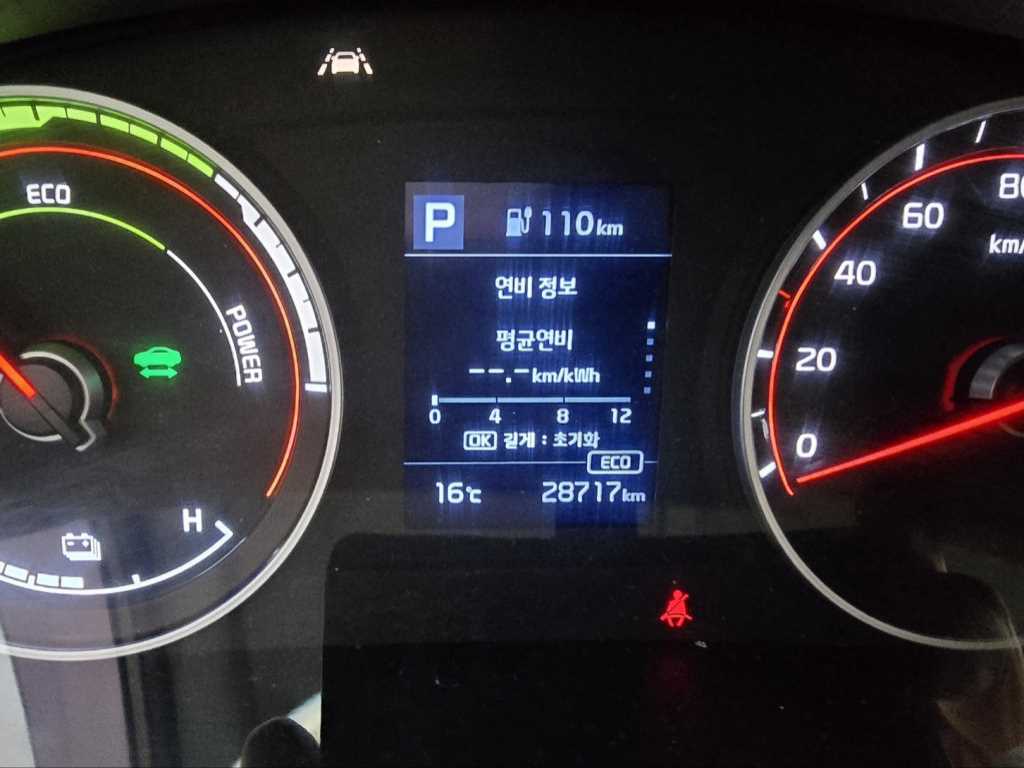 P 110km
연비 정보
평균연비
--.-km/kWh
0 4 8 12
OK 길게 : 초기화
ECO
16℃ 28717km
ECO
POWER
H
80
km/
60
40
20
0